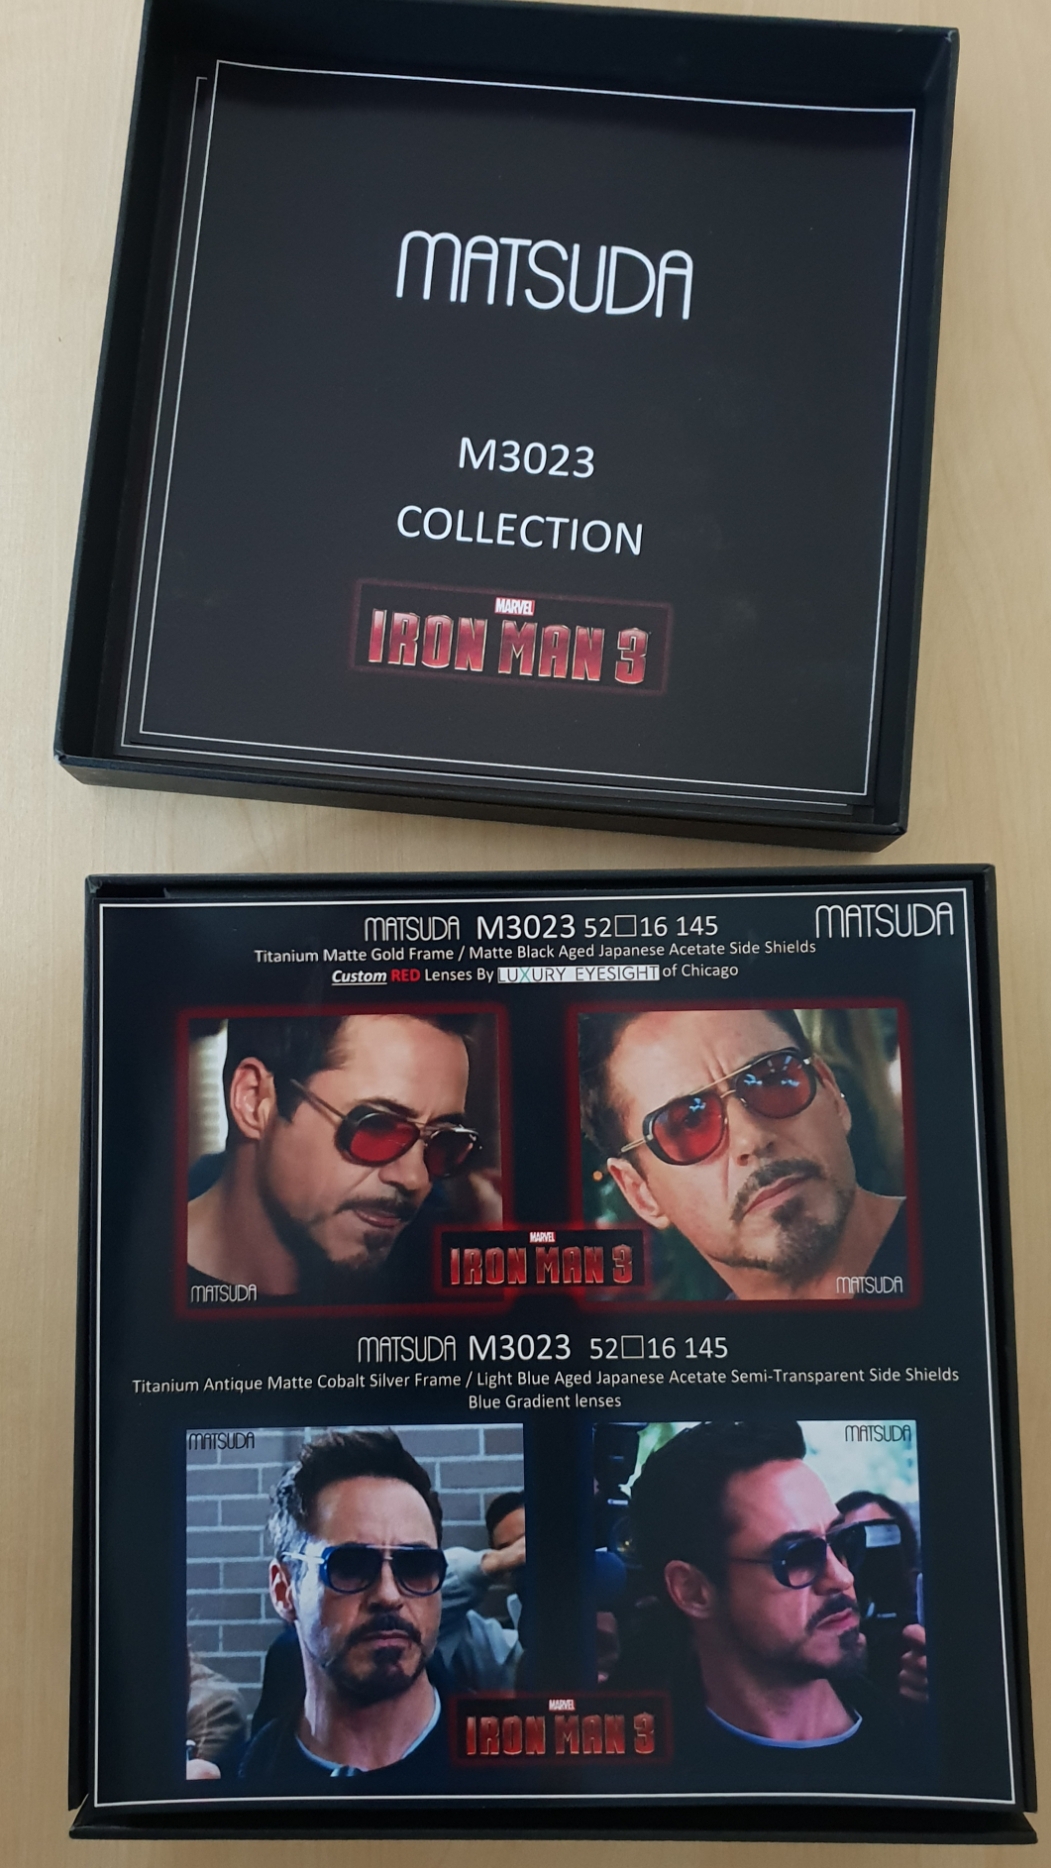 MATSUDA
M3023
COLLECTION
MARVEL
IRON MAN 3
MATSUDA M3023 52□16 145
MATSUDA
Titanium Matte Gold Frame / Matte Black Aged Japanese Acetate Side Shields
Custom RED Lenses By LUXURY EYESIGHT of Chicago
MATSUDA
MARVEL
IRON MAN 3
MATSUDA
MATSUDA M3023 52□16 145
Titanium Antique Matte Cobalt Silver Frame / Light Blue Aged Japanese Acetate Semi-Transparent Side Shields
Blue Gradient lenses
MATSUDA
MATSUDA
MARVEL
IRON MAN 3